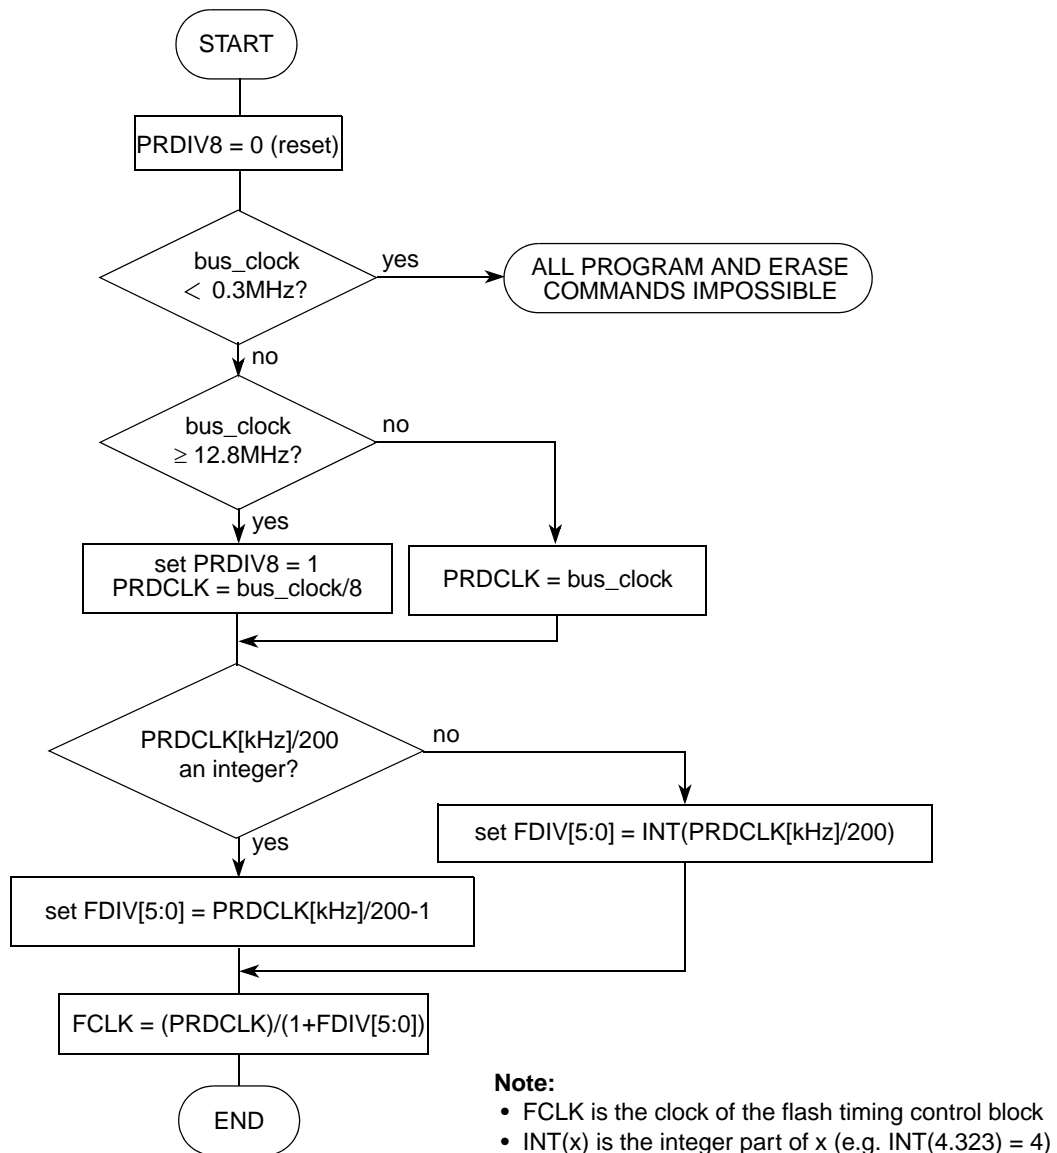 START
PRDIV8 = 0 (reset)
bus_clock
< 0.3MHz?
yes
ALL PROGRAM AND ERASE
COMMANDS IMPOSSIBLE
no
bus_clock
≥ 12.8MHz?
no
yes
set PRDIV8 = 1
PRDCLK = bus_clock/8
PRDCLK = bus_clock
PRDCLK[kHz]/200
an integer?
no
set FDIV[5:0] = INT(PRDCLK[kHz]/200)
yes
set FDIV[5:0] = PRDCLK[kHz]/200-1
FCLK = (PRDCLK)/(1+FDIV[5:0])
END
Note:
• FCLK is the clock of the flash timing control block
• INT(x) is the integer part of x (e.g. INT(4.323) = 4)